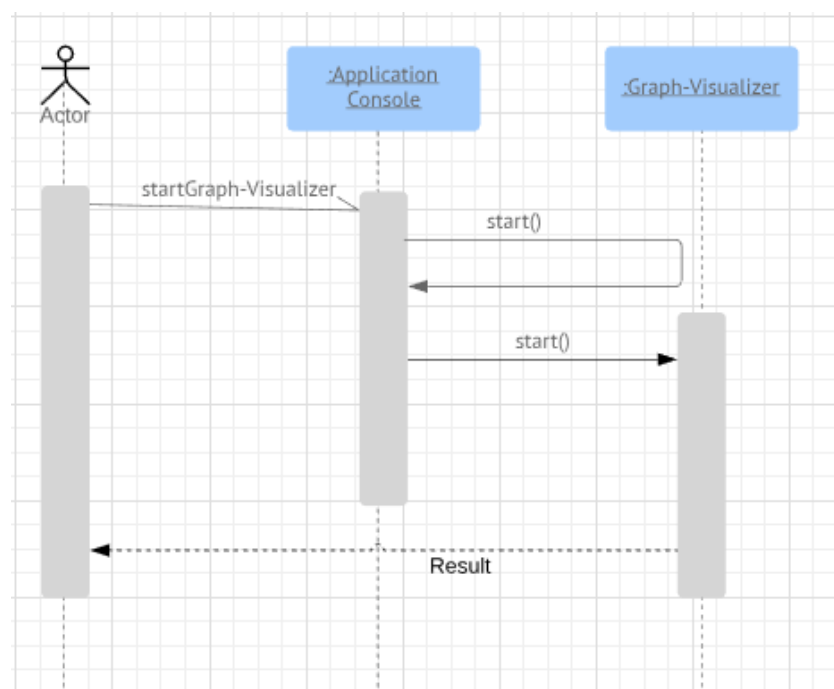 Actor
:Application
Console
:Graph-Visualizer
startGraph-Visualizer
start()
start()
Result